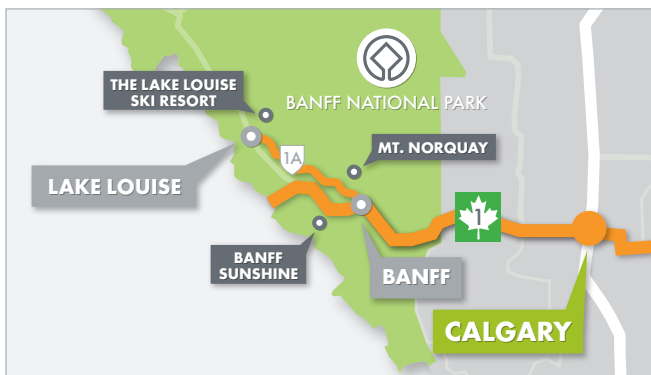 THE LAKE LOUISE
SKI RESORT
BANFF NATIONAL PARK
1A
MT. NORQUAY
LAKE LOUISE
1
BANFF
SUNSHINE
BANFF
CALGARY